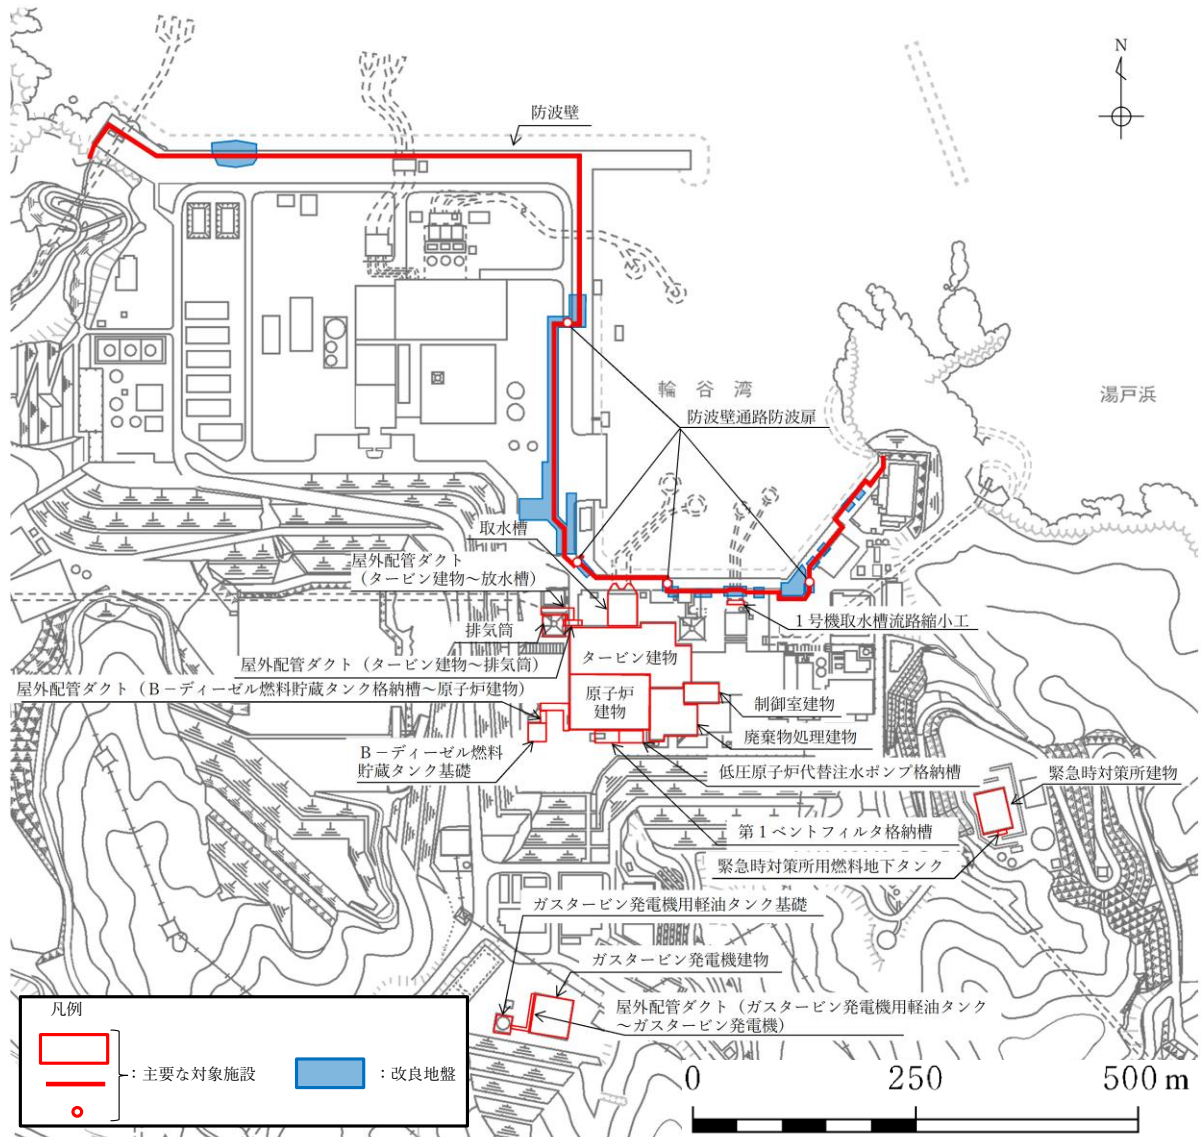 N
防波壁
輪谷湾
湯戸浜
防波壁通路防波扉
取水槽
屋外配管ダクト
(タービン建物～放水槽)
排気筒
1号機取水槽流路縮小工
タービン建物
屋外配管ダクト(タービン建物～排気筒)
屋外配管ダクト(B－ディーゼル燃料貯蔵タンク格納槽～原子炉建物)
原子炉
建物
制御室建物
廃棄物処理建物
B－ディーゼル燃料
貯蔵タンク基礎
低圧原子炉代替注水ポンプ格納槽
緊急時対策所建物
第1ベントフィルタ格納槽
緊急時対策所用燃料地下タンク
ガスタービン発電機用軽油タンク基礎
ガスタービン発電機建物
屋外配管ダクト(ガスタービン発電機用軽油タンク
～ガスタービン発電機)
凡例
：主要な対象施設
：改良地盤
0 250 500 m